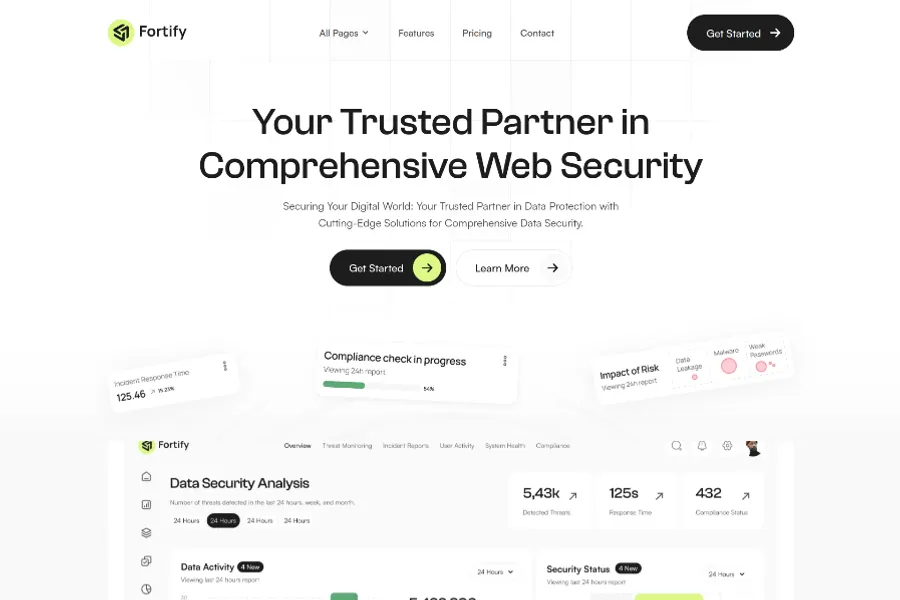 Fortify
All Pages
Features
Pricing
Contact
Get Started
Your Trusted Partner in
Comprehensive Web Security
Securing Your Digital World: Your Trusted Partner in Data Protection with
Cutting-Edge Solutions for Comprehensive Data Security.
Get Started
Learn More
Incident Response Time
125.46
15.23%
Compliance check in progress
Viewing 24h report
54%
Impact of Risk
Viewing 24h report
Data
Leakage
Malware
Weak
Passwords
Fortify
Overview
Threat Monitoring
Incident Reports
User Activity
System Health
Compliance
Data Security Analysis
Number of threats detected in the last 24 hours, week, and month.
24 Hours
24 Hours
24 Hours
24 Hours
5,43k
Detected Threats
125s
Response Time
432
Compliance Status
Data Activity
4 New
Viewing last 24 hours report
24 Hours
Security Status
4 New
Viewing last 24 hours report
24 Hours